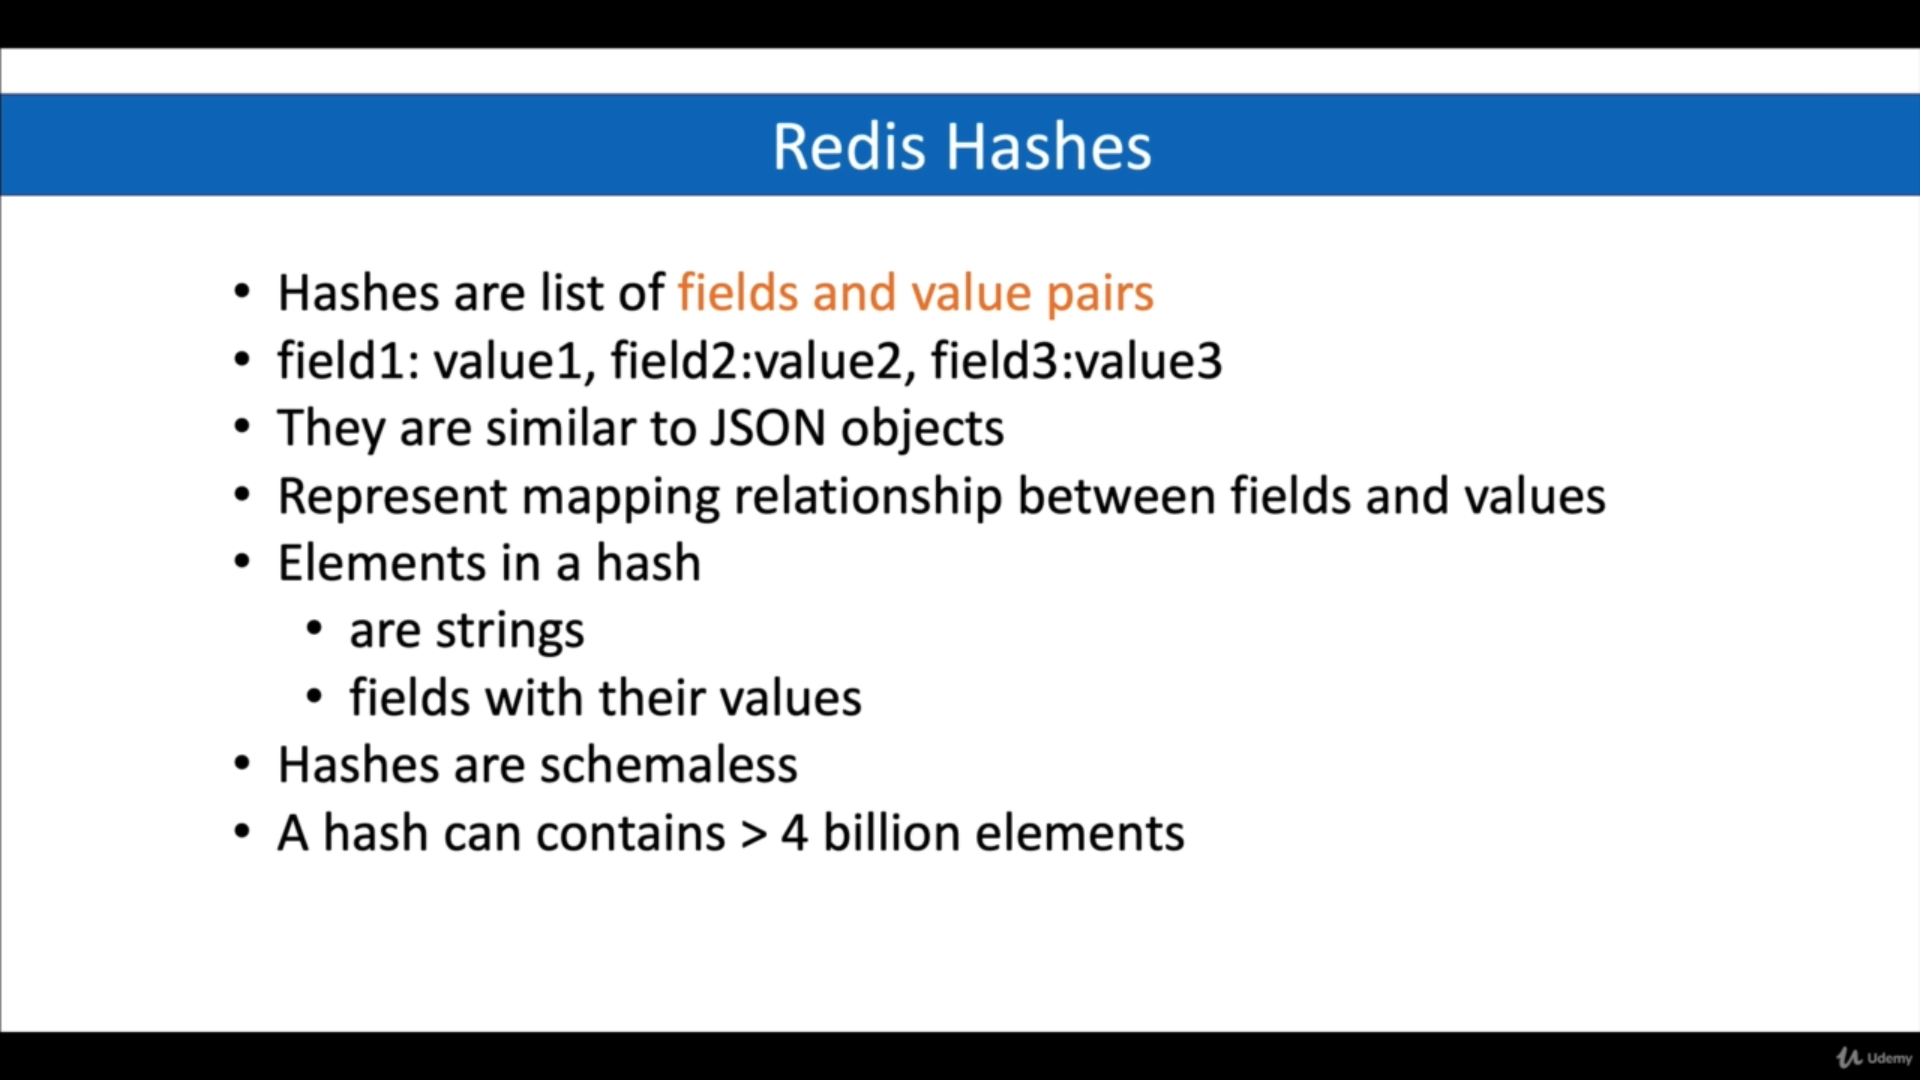 Redis Hashes
• Hashes are list of fields and value pairs
• field1: value1, field2:value2, field3:value3
• They are similar to JSON objects
• Represent mapping relationship between fields and values
• Elements in a hash
• are strings
• fields with their values
• Hashes are schemaless
• A hash can contains > 4 billion elements
Udemy